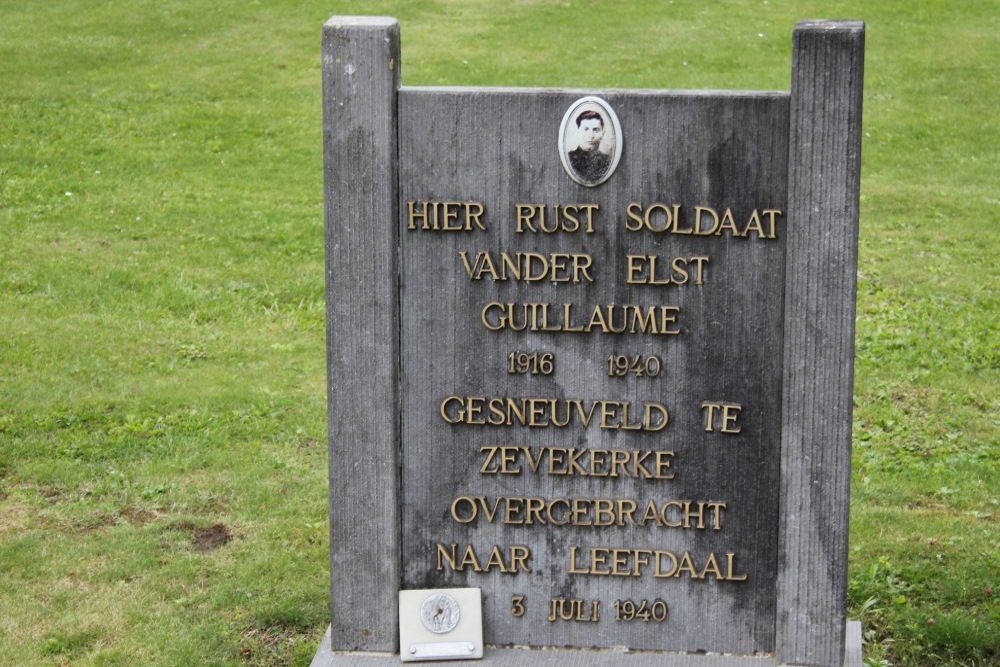 HIER RUST SOLDAAT
VANDER ELST
GUILLAUME
1916 1940
GESNEUVELD TE
ZEVEKERKE
OVERGEBRACHT
NAAR LEEFDAAL
3 JULI 1940